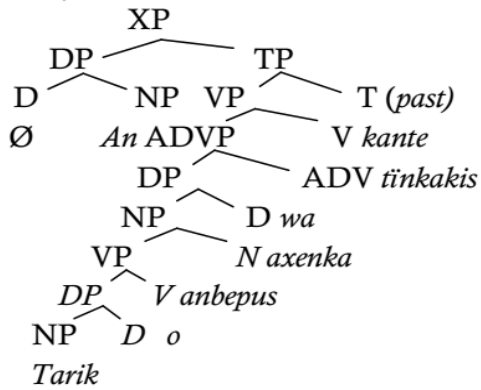 XP
DP TP
D NP VP T (past)
Ø An ADVP V kante
DP ADV tïnkakis
NP D wa
VP N axenka
DP V anbepus
NP D o
Tarik